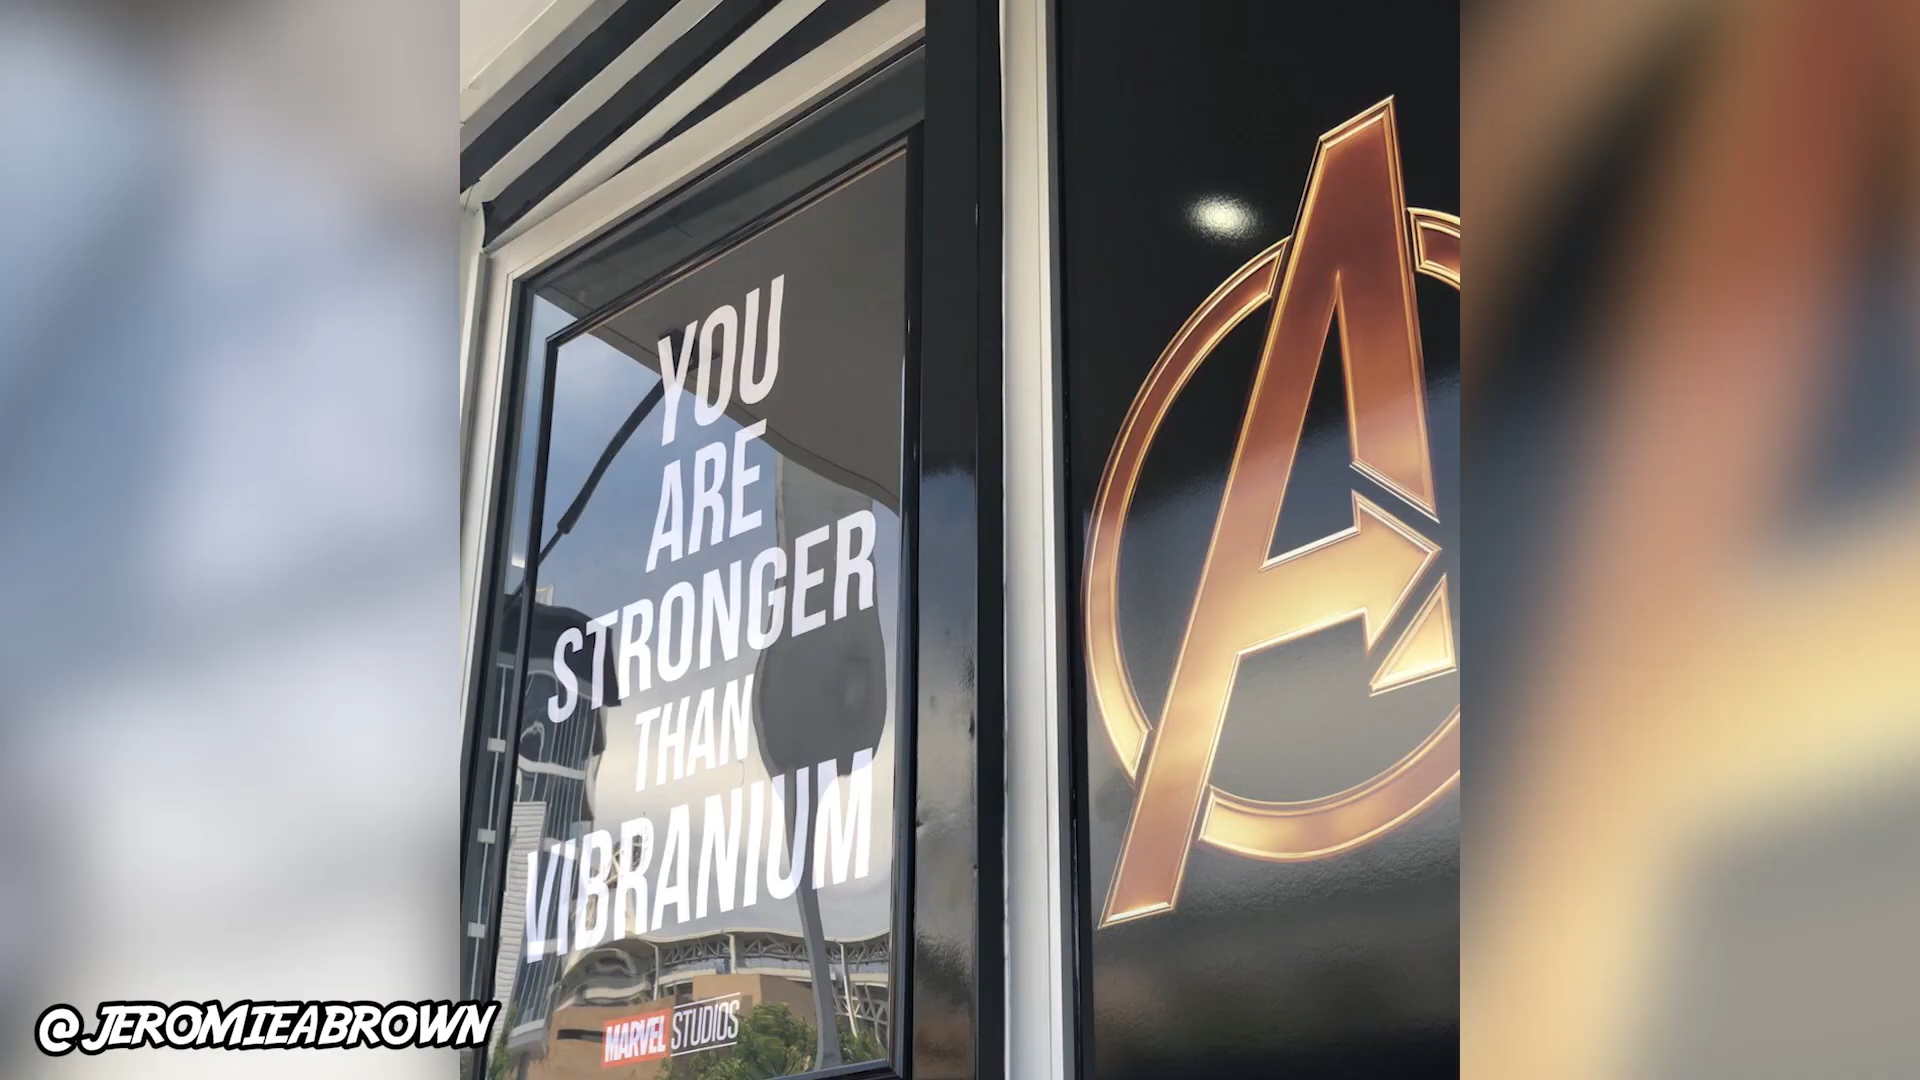 YOU
ARE
STRONGER
THAN
VIBRANIUM
MARVEL STUDIOS
@JEROMIEABROWN